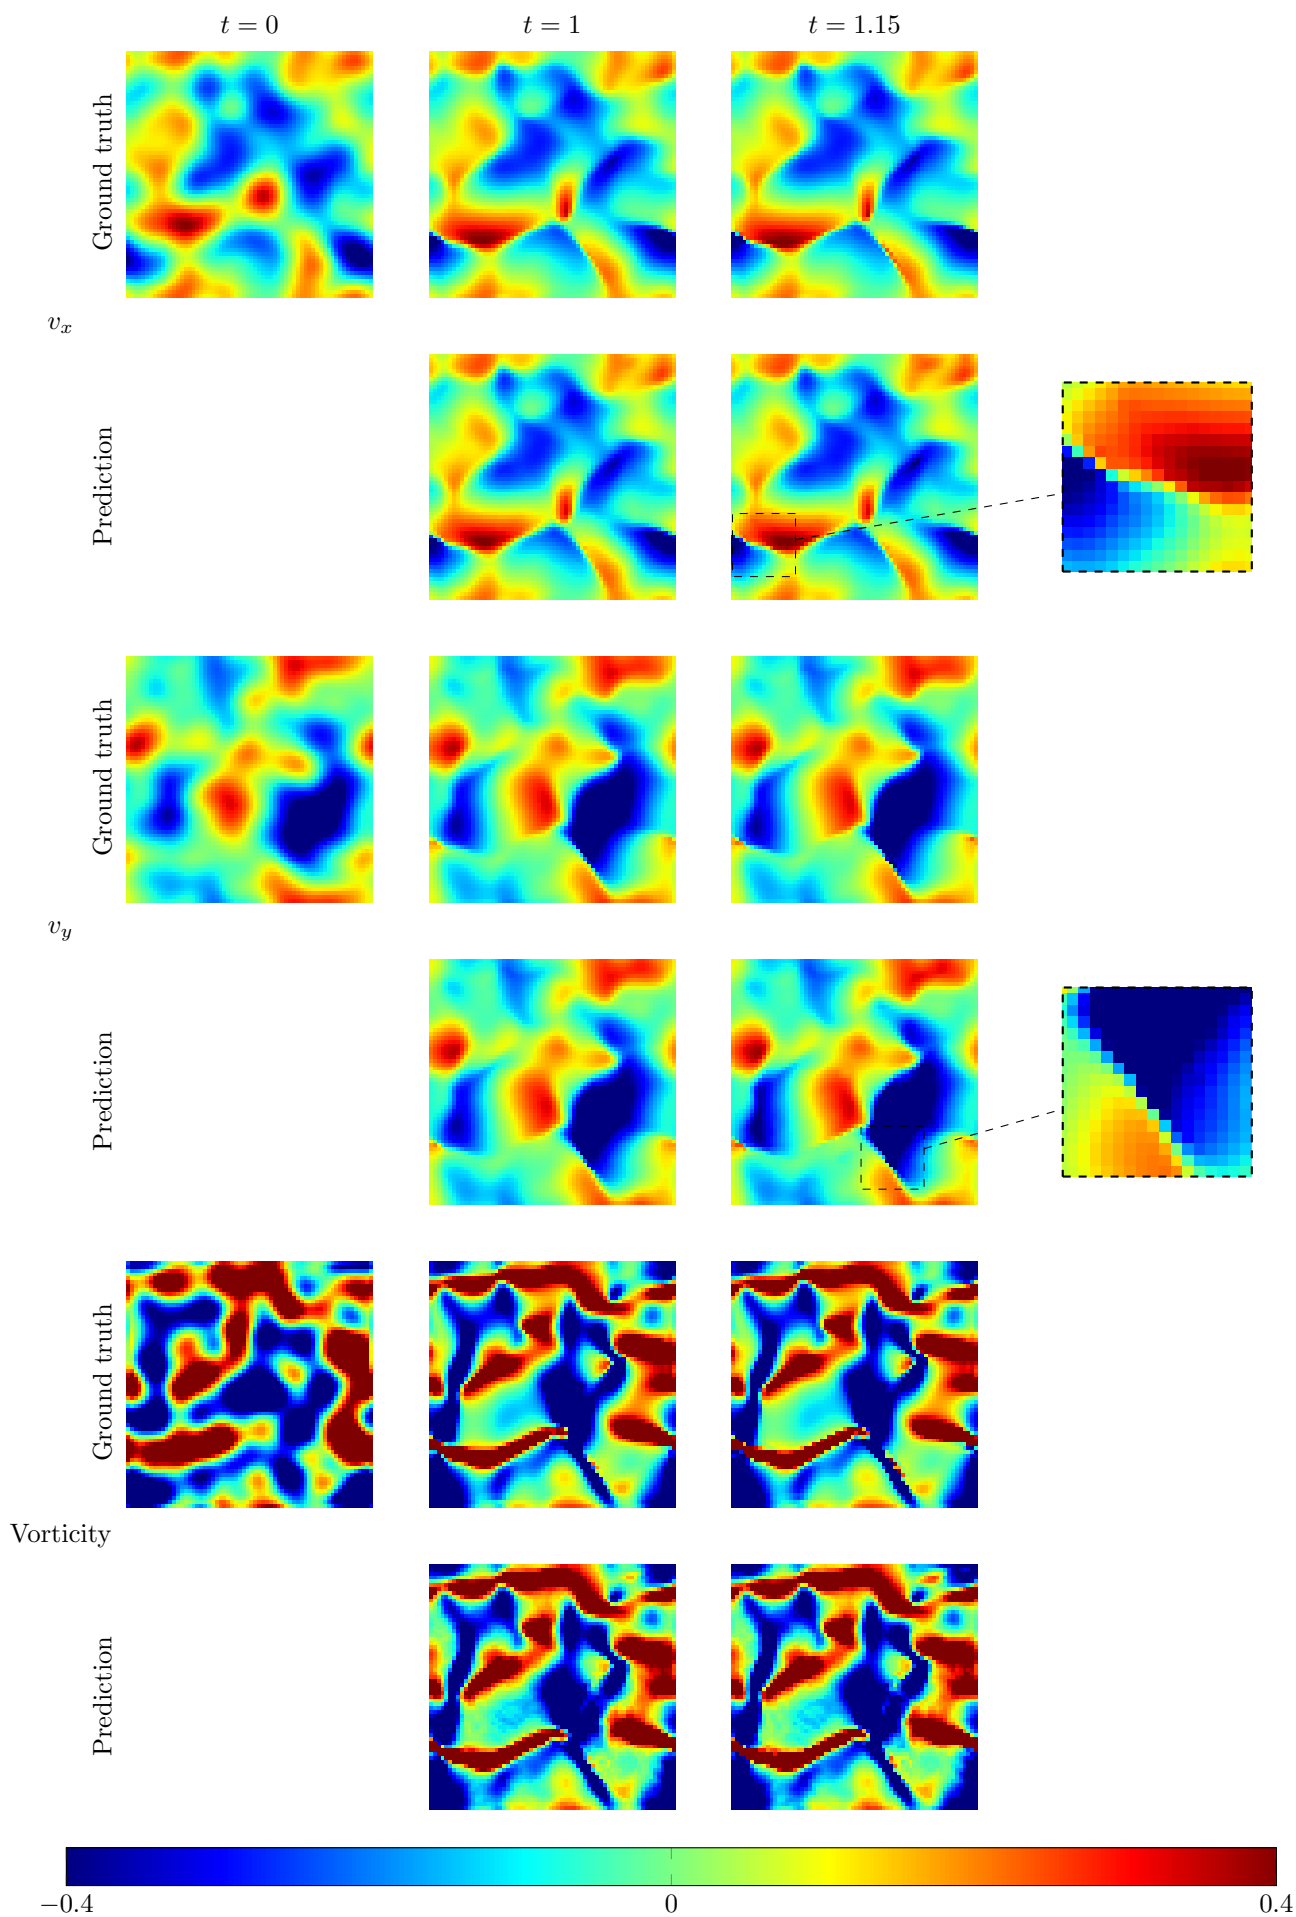 t = 0 t = 1 t = 1.15
Ground truth
v_x
Prediction
Ground truth
v_y
Prediction
Ground truth
Vorticity
Prediction
−0.4 0 0.4